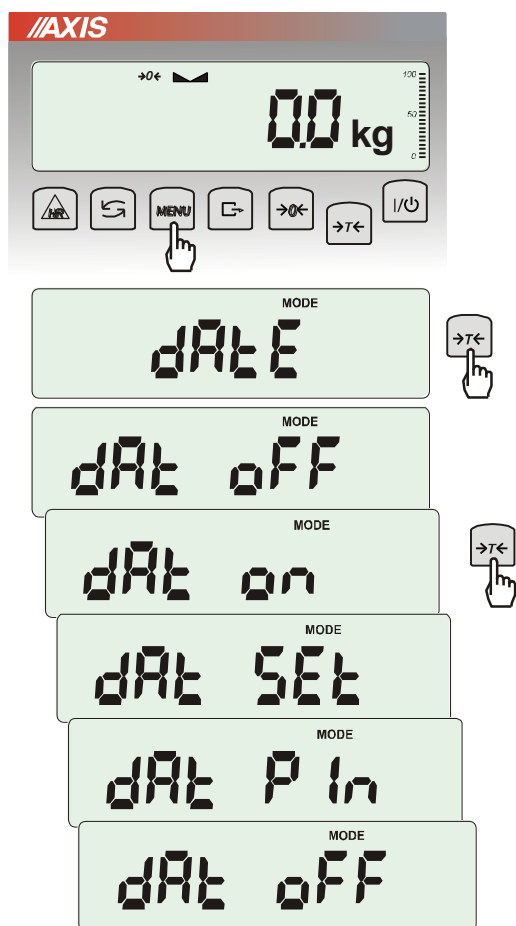 AXIS
→0← 100
0.0 kg 50
0
HR MENU →0← →T← I/⏻
MODE
dAtE
→T←
MODE
dAt oFF
MODE
dAt on
→T←
MODE
dAt SEt
MODE
dAt PIn
MODE
dAt oFF